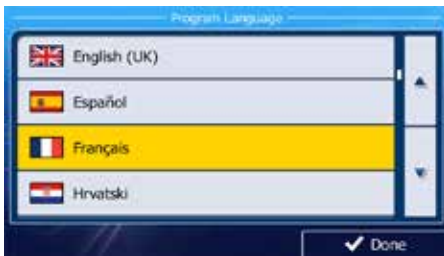 Program Language
English (UK)
Español
Français
Hrvatski
Done